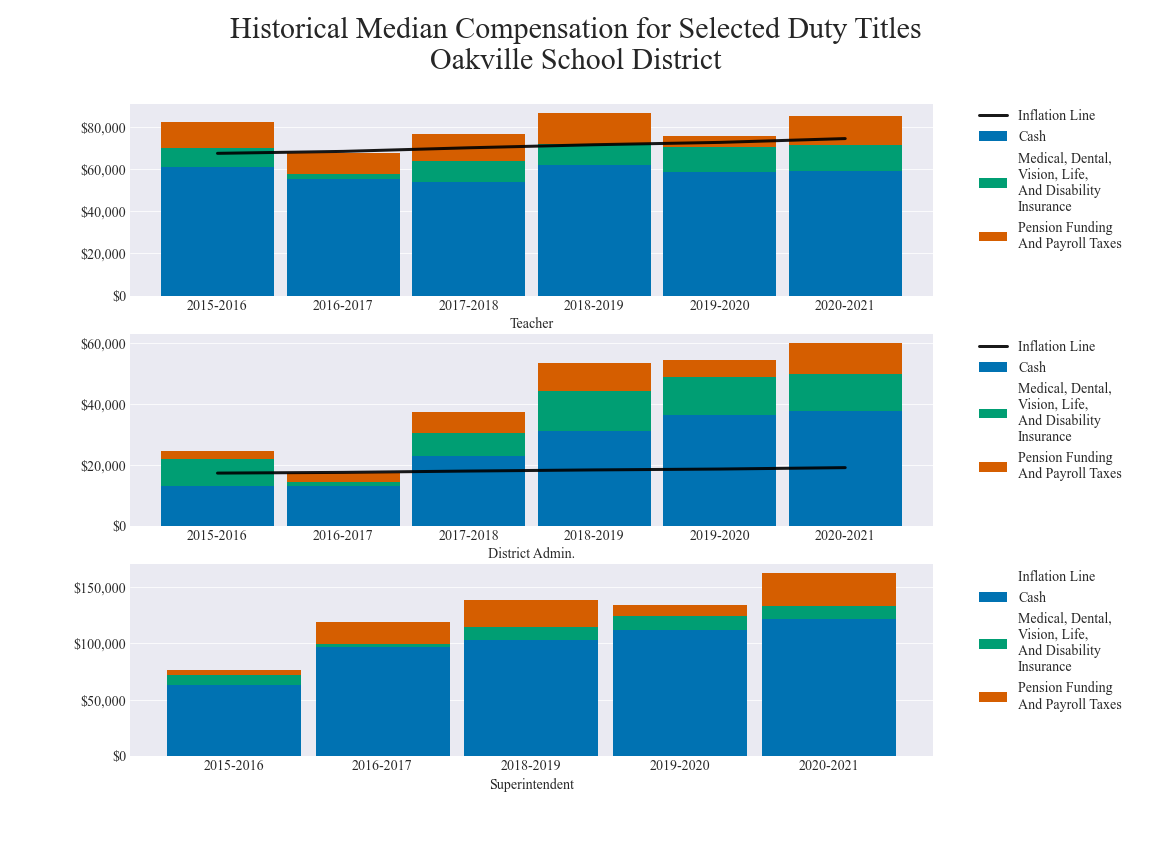 Historical Median Compensation for Selected Duty Titles
Oakville School District
$80,000
$60,000
$40,000
$20,000
$0
2015-2016
2016-2017
2017-2018
2018-2019
2019-2020
2020-2021
Teacher
Inflation Line
Cash
Medical, Dental,
Vision, Life,
And Disability
Insurance
Pension Funding
And Payroll Taxes
$60,000
$40,000
$20,000
$0
2015-2016
2016-2017
2017-2018
2018-2019
2019-2020
2020-2021
District Admin.
Inflation Line
Cash
Medical, Dental,
Vision, Life,
And Disability
Insurance
Pension Funding
And Payroll Taxes
$150,000
$100,000
$50,000
$0
2015-2016
2016-2017
2018-2019
2019-2020
2020-2021
Superintendent
Inflation Line
Cash
Medical, Dental,
Vision, Life,
And Disability
Insurance
Pension Funding
And Payroll Taxes